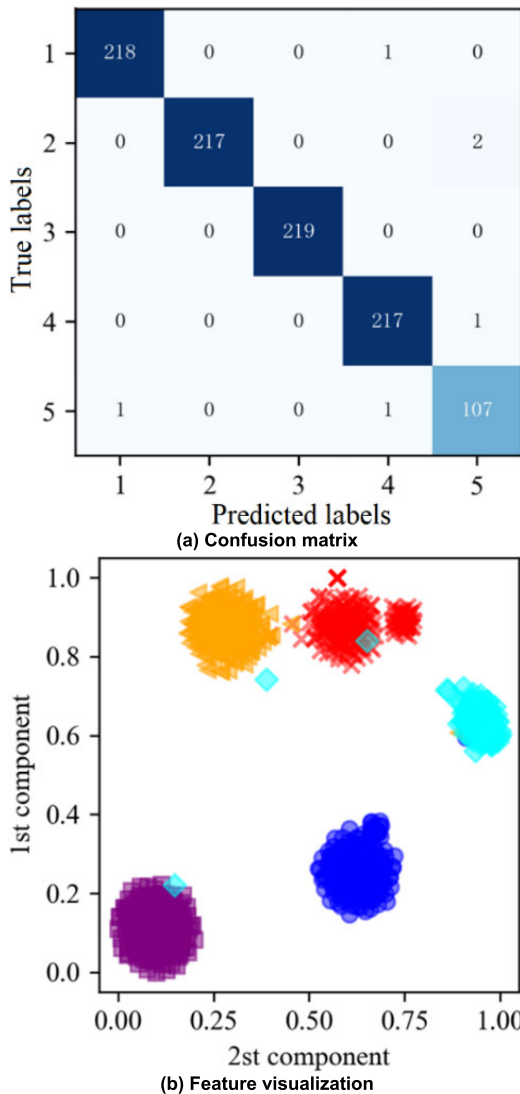 True labels
1 218 0 0 1 0
2 0 217 0 0 2
3 0 0 219 0 0
4 0 0 0 217 1
5 1 0 0 1 107
1 2 3 4 5
Predicted labels
(a) Confusion matrix
1st component
1.0
0.8
0.6
0.4
0.2
0.0
0.00 0.25 0.50 0.75 1.00
2st component
(b) Feature visualization